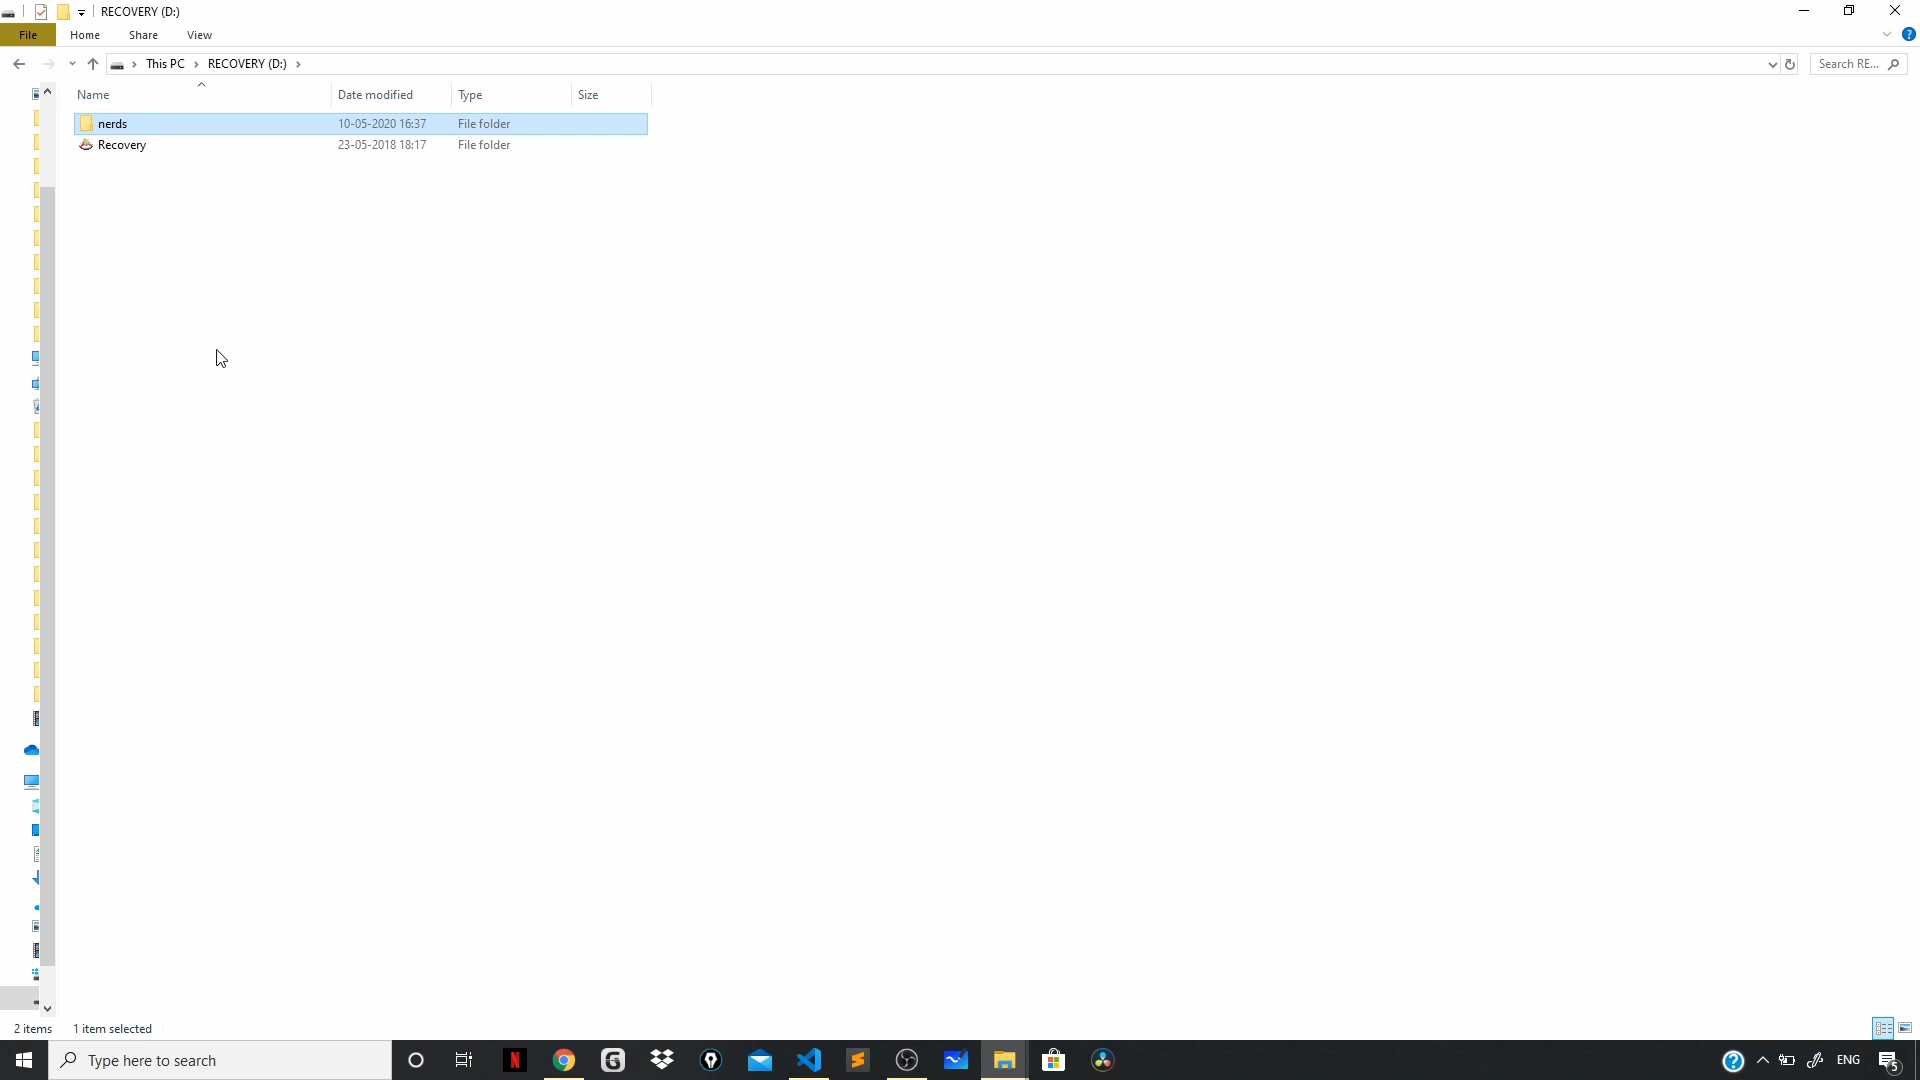 RECOVERY (D:)
File Home Share View
This PC RECOVERY (D:) Search RE...
Name Date modified Type Size
nerds 10-05-2020 16:37 File folder
Recovery 23-05-2018 18:17 File folder
2 items 1 item selected
Type here to search ENG 5